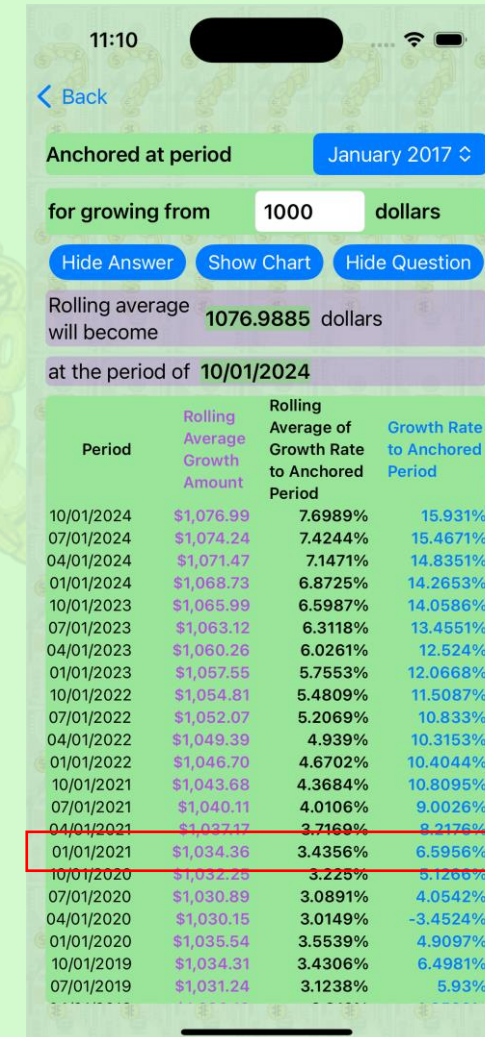 11:10
Back
Anchored at period January 2017
for growing from 1000 dollars
Hide Answer Show Chart Hide Question
Rolling average
will become 1076.9885 dollars
at the period of 10/01/2024
Period Rolling Average Growth Amount Rolling Average of Growth Rate to Anchored Period Growth Rate to Anchored Period
10/01/2024 $1,076.99 7.6989% 15.931%
07/01/2024 $1,074.24 7.4244% 15.4671%
04/01/2024 $1,071.47 7.1471% 14.8351%
01/01/2024 $1,068.73 6.8725% 14.2653%
10/01/2023 $1,065.99 6.5987% 14.0586%
07/01/2023 $1,063.12 6.3118% 13.4551%
04/01/2023 $1,060.26 6.0261% 12.524%
01/01/2023 $1,057.55 5.7553% 12.0668%
10/01/2022 $1,054.81 5.4809% 11.5087%
07/01/2022 $1,052.07 5.2069% 10.833%
04/01/2022 $1,049.39 4.939% 10.3153%
01/01/2022 $1,046.70 4.6702% 10.4044%
10/01/2021 $1,043.68 4.3684% 10.8095%
07/01/2021 $1,040.11 4.0106% 9.0026%
04/01/2021 $1,037.17 3.7169% 8.2176%
01/01/2021 $1,034.36 3.4356% 6.5956%
10/01/2020 $1,032.25 3.225% 5.1266%
07/01/2020 $1,030.89 3.0891% 4.0542%
04/01/2020 $1,030.15 3.0149% -3.4524%
01/01/2020 $1,035.54 3.5539% 4.9097%
10/01/2019 $1,034.31 3.4306% 6.4981%
07/01/2019 $1,031.24 3.1238% 5.93%